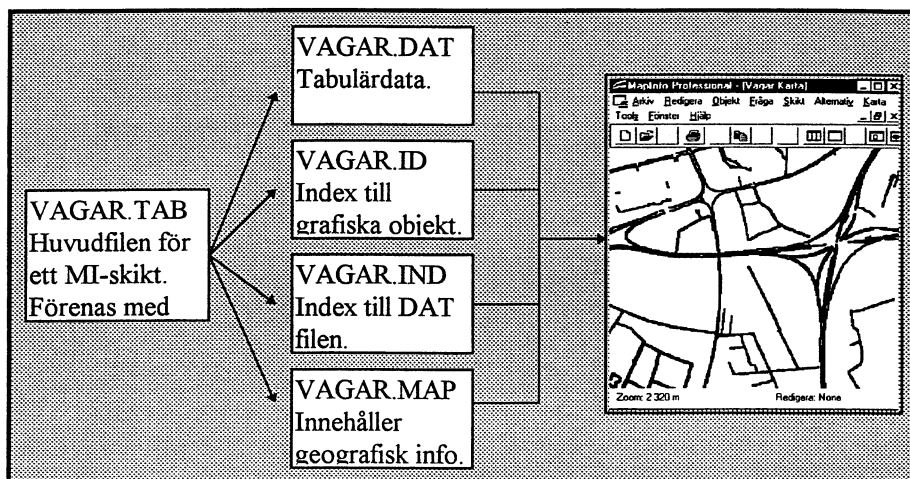 VAGAR.TAB
Huvudfilen för
ett MI-skikt.
Förenas med
VAGAR.DAT
Tabulärdata.
VAGAR.ID
Index till
grafiska objekt.
VAGAR.IND
Index till DAT
filen.
VAGAR.MAP
Innehåller
geografisk info.
MapInfo Professional - [Vagar Karta]
Arkiv Redigera Objekt Fråga Skikt Alternativ Karta
Tools Fönster Hjälp
Zoom: 2 320 m Redigera: None